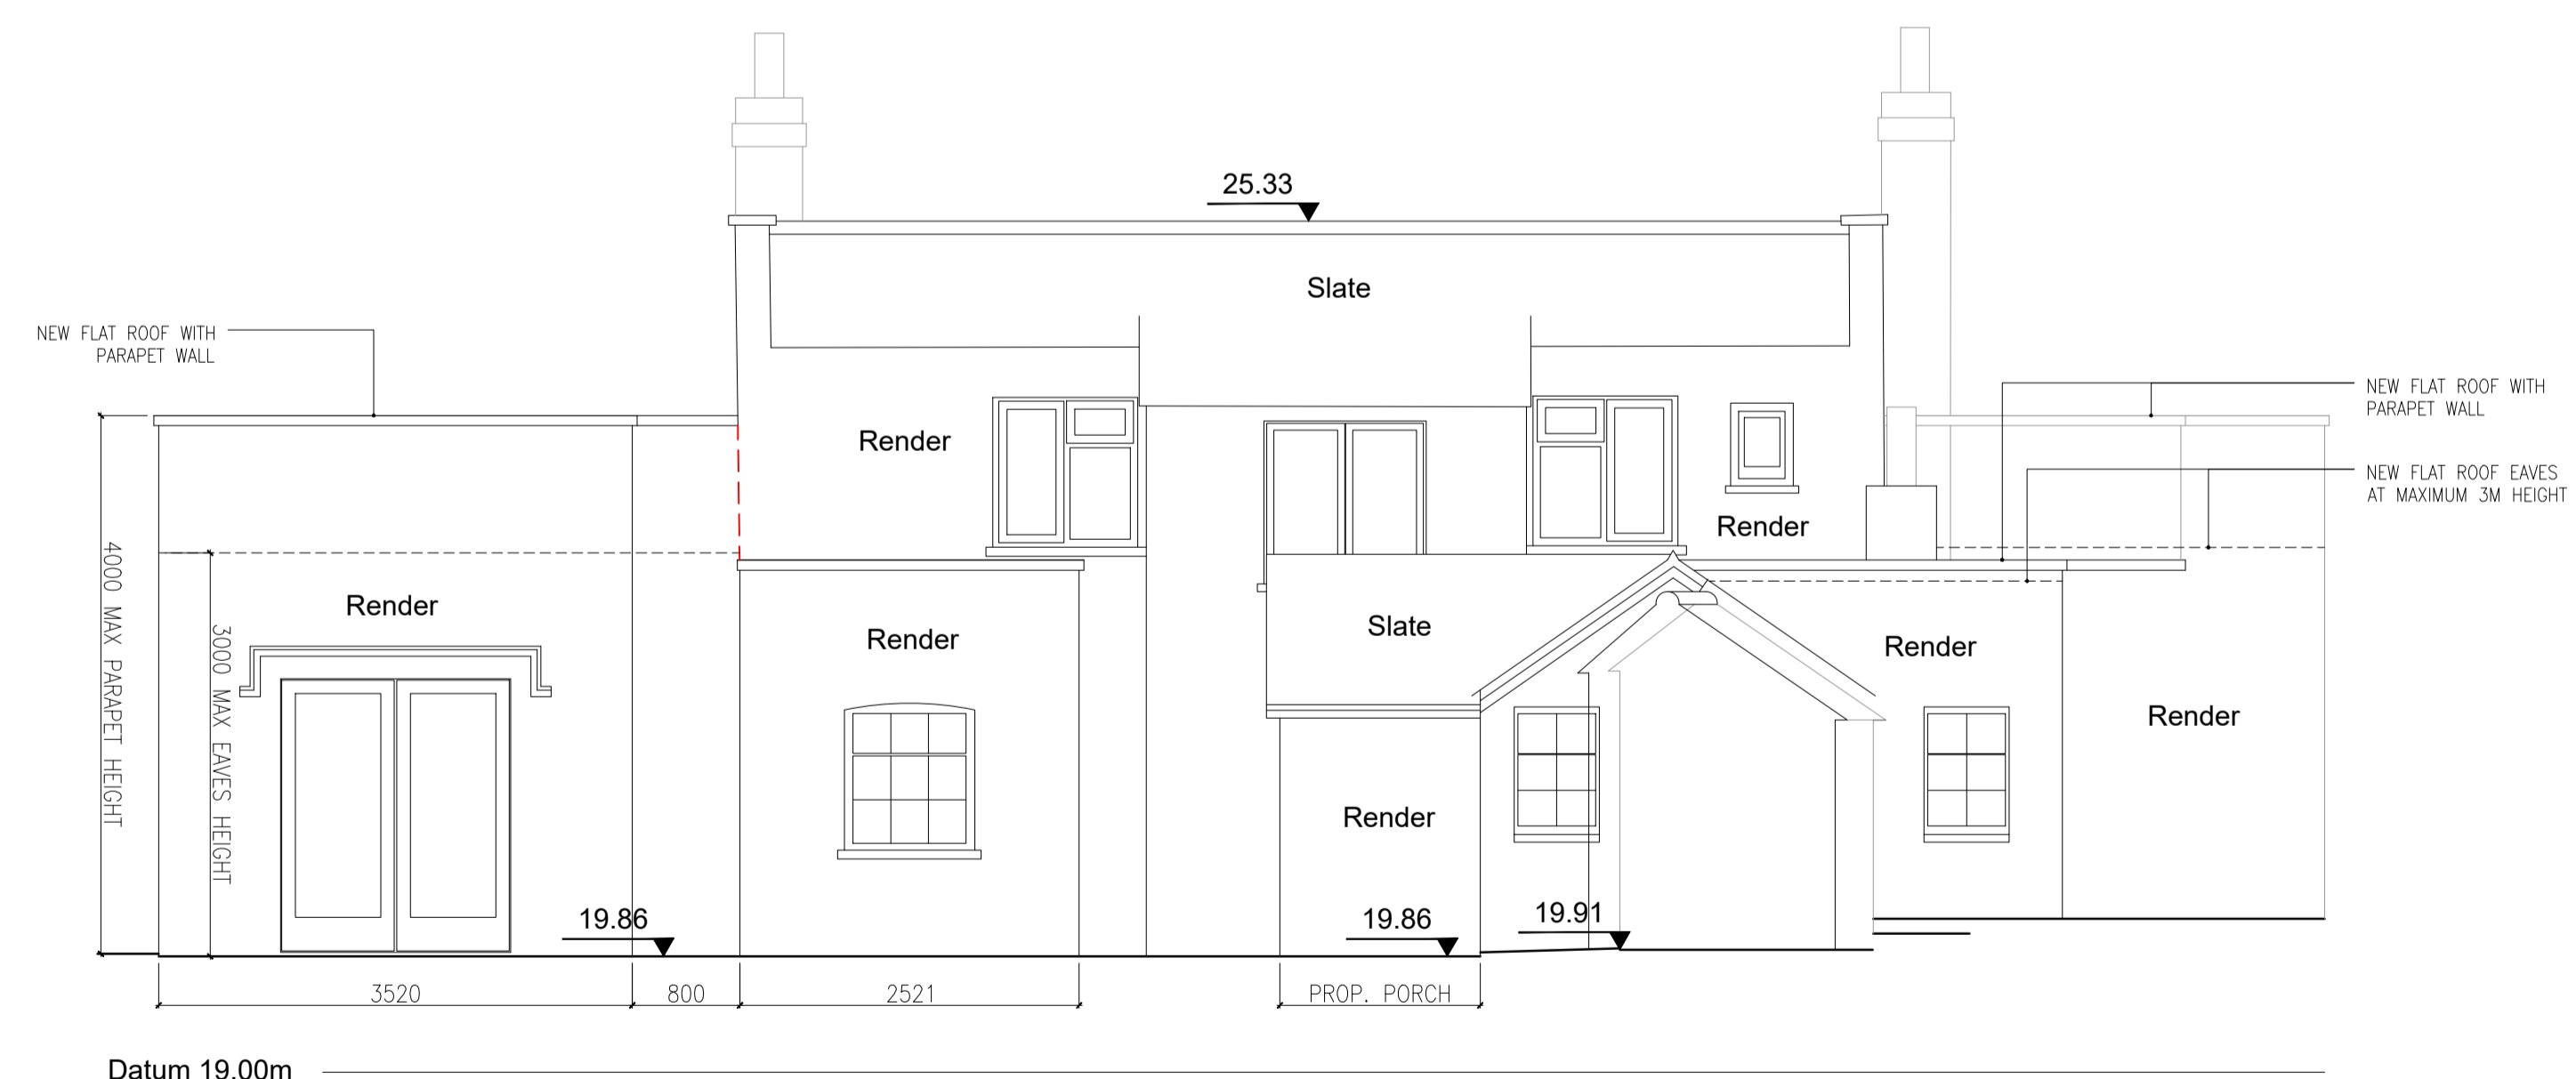 25.33
Slate
NEW FLAT ROOF WITH
PARAPET WALL
NEW FLAT ROOF WITH
PARAPET WALL
Render
NEW FLAT ROOF EAVES
AT MAXIMUM 3M HEIGHT
Render
4000 MAX PARAPET HEIGHT
3000 MAX EAVES HEIGHT
Render
Render
Slate
Render
Render
Render
19.86
19.86
19.91
3520
800
2521
PROP. PORCH
Datum 19.00m